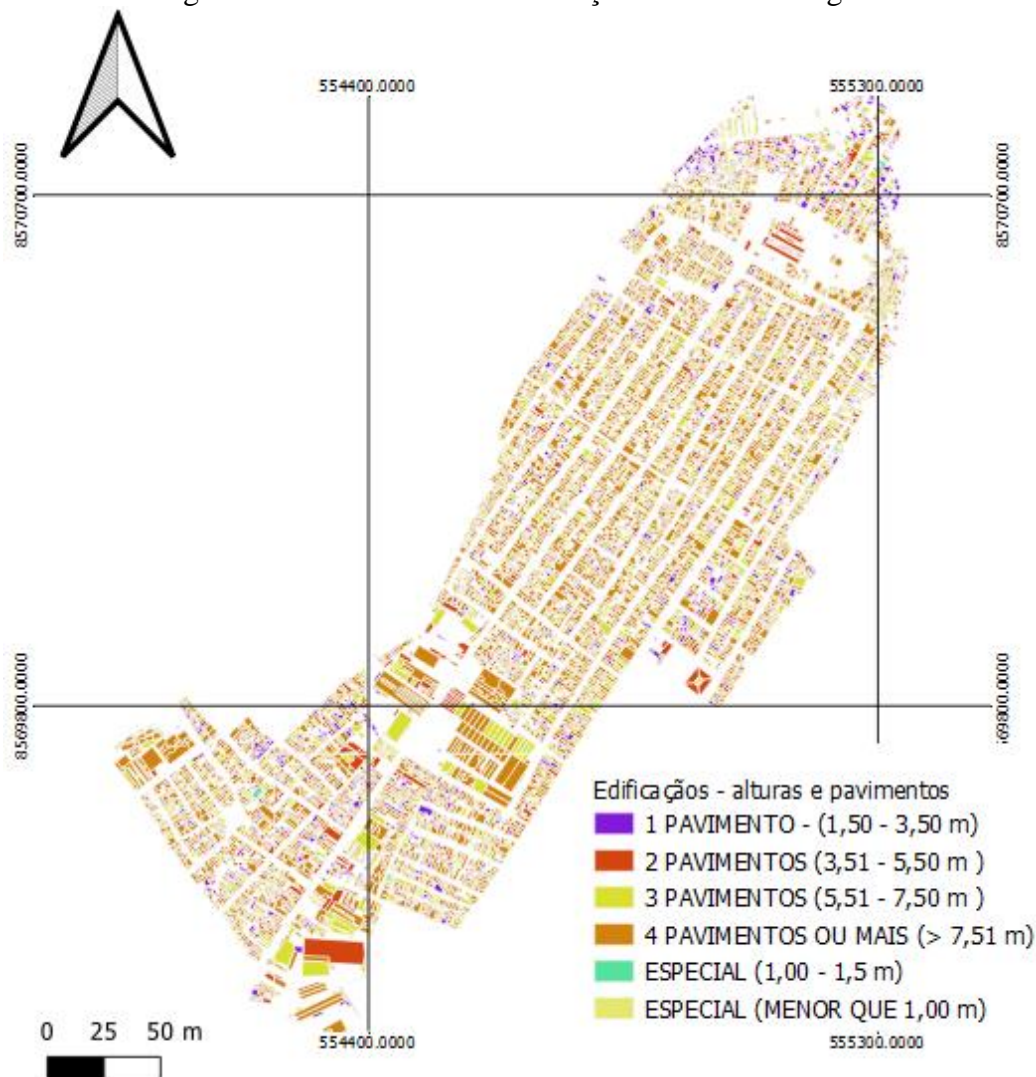 554400.0000
555300.0000
8570700.0000
8570700.0000
8569800.0000
569800.0000
Edificaçõs - alturas e pavimentos
1 PAVIMENTO - (1,50 - 3,50 m)
2 PAVIMENTOS (3,51 - 5,50 m )
3 PAVIMENTOS (5,51 - 7,50 m )
4 PAVIMENTOS OU MAIS (> 7,51 m)
ESPECIAL (1,00 - 1,5 m)
ESPECIAL (MENOR QUE 1,00 m)
0 25 50 m
554400.0000
555300.0000